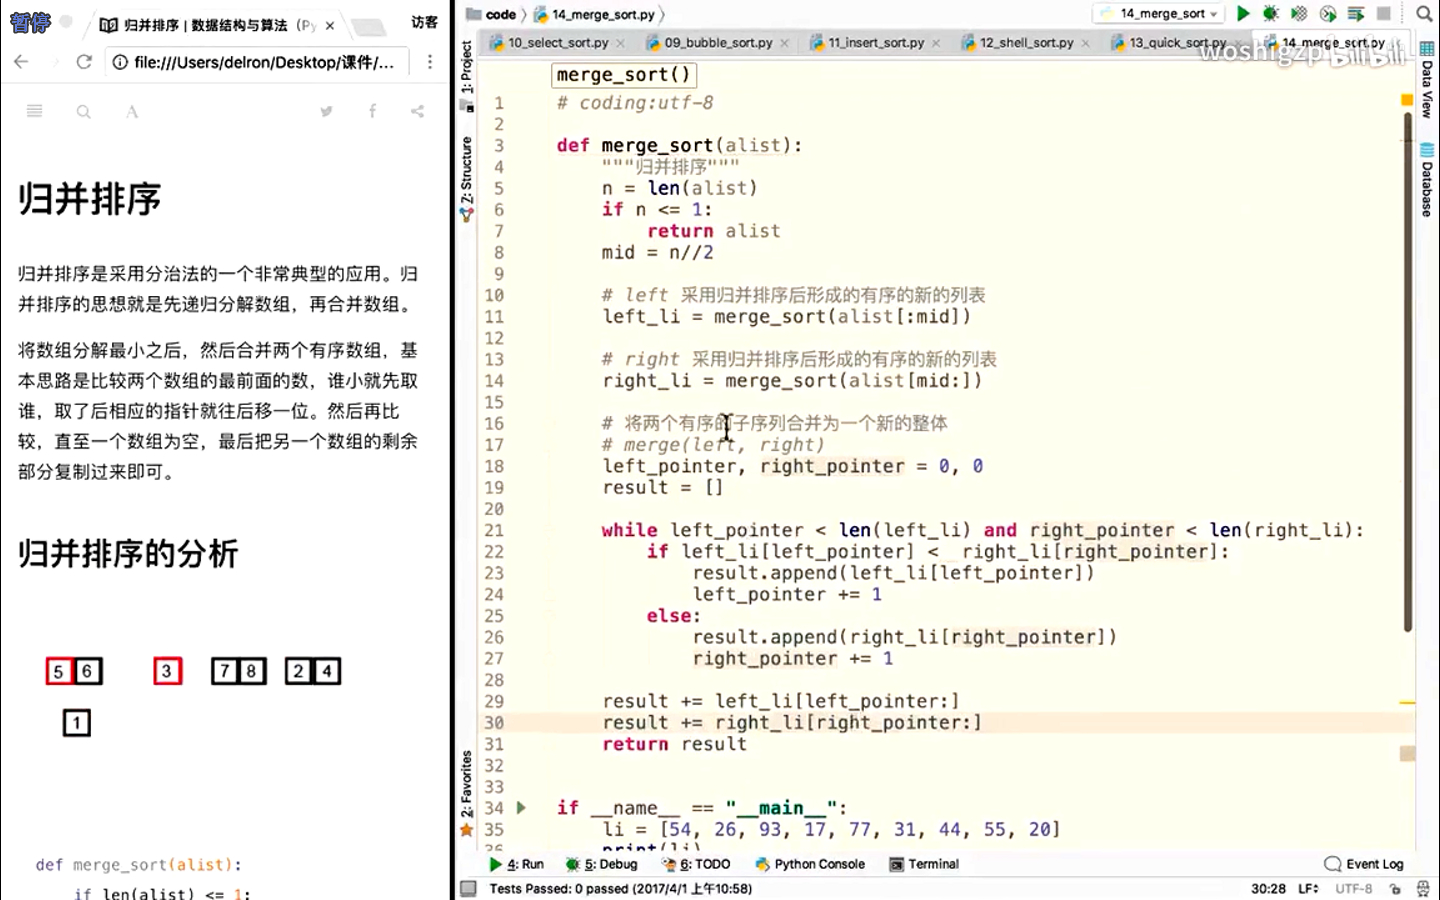 暂停
归并排序 | 数据结构与算法 (Py
访客
file:///Users/delron/Desktop/课件/...
A
归并排序
归并排序是采用分治法的一个非常典型的应用。归
并排序的思想就是先递归分解数组，再合并数组。
将数组分解最小之后，然后合并两个有序数组，基
本思路是比较两个数组的最前面的数，谁小就先取
谁，取了后相应的指针就往后移一位。然后再比
较，直至一个数组为空，最后把另一个数组的剩余
部分复制过来即可。
归并排序的分析
5 6 3 7 8 2 4
1
def merge_sort(alist):
if len(alist) <= 1:
code 14_merge_sort.py
14_merge_sort
10_select_sort.py 09_bubble_sort.py 11_insert_sort.py 12_shell_sort.py 13_quick_sort.py 14_merge_sort.py
woshigzp bilibili
1: Project
Z: Structure
2: Favorites
Data View
Database
merge_sort()
1 # coding:utf-8
2
3 def merge_sort(alist):
4 """归并排序"""
5 n = len(alist)
6 if n <= 1:
7 return alist
8 mid = n//2
9
10 # left 采用归并排序后形成的有序的新的列表
11 left_li = merge_sort(alist[:mid])
12
13 # right 采用归并排序后形成的有序的新的列表
14 right_li = merge_sort(alist[mid:])
15
16 # 将两个有序的子序列合并为一个新的整体
17 # merge(left, right)
18 left_pointer, right_pointer = 0, 0
19 result = []
20
21 while left_pointer < len(left_li) and right_pointer < len(right_li):
22 if left_li[left_pointer] < right_li[right_pointer]:
23 result.append(left_li[left_pointer])
24 left_pointer += 1
25 else:
26 result.append(right_li[right_pointer])
27 right_pointer += 1
28
29 result += left_li[left_pointer:]
30 result += right_li[right_pointer:]
31 return result
32
33
34 if __name__ == "__main__":
35 li = [54, 26, 93, 17, 77, 31, 44, 55, 20]
36 print(li)
4: Run 5: Debug 6: TODO Python Console Terminal Event Log
Tests Passed: 0 passed (2017/4/1 上午10:58) 30:28 LF÷ UTF-8